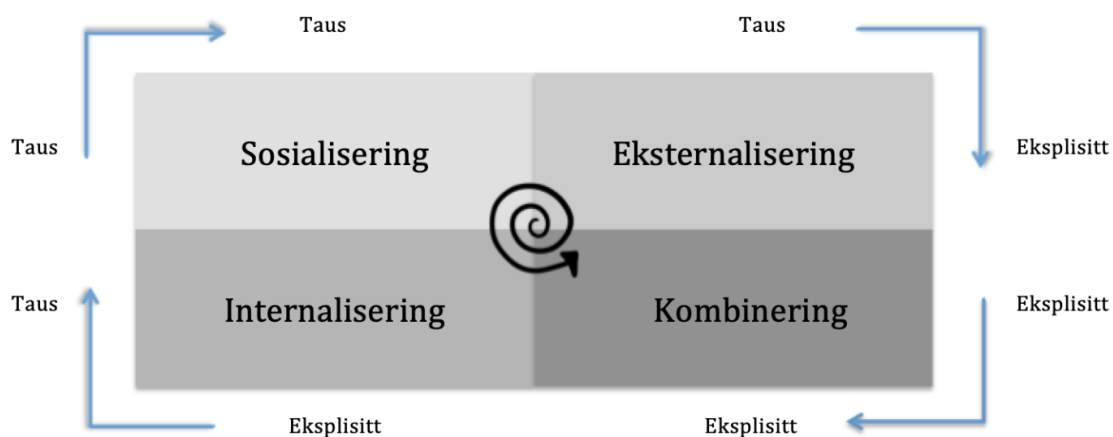 Taus
Taus
Taus
Eksplisitt
Sosialisering
Eksternalisering
Internalisering
Kombinering
Taus
Eksplisitt
Eksplisitt
Eksplisitt